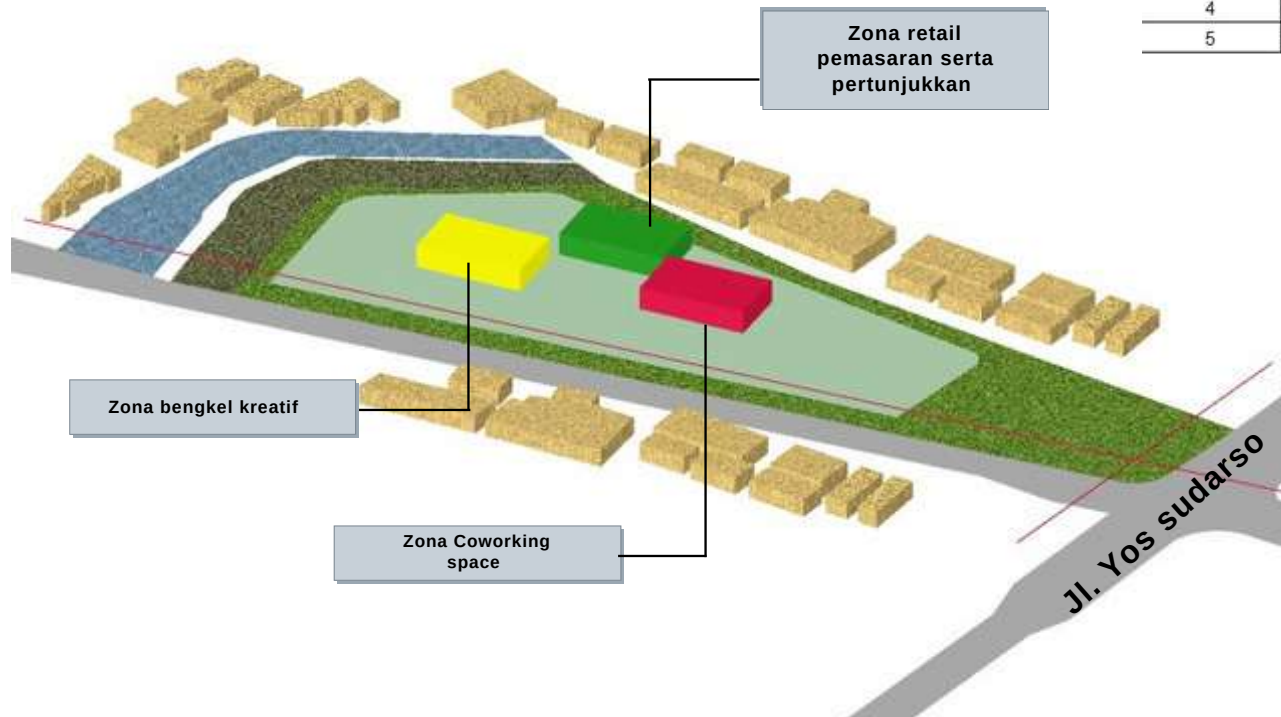 4
5
Zona retail
pemasaran serta
pertunjukkan
Zona bengkel kreatif
Zona Coworking
space
Jl. Yos sudarso